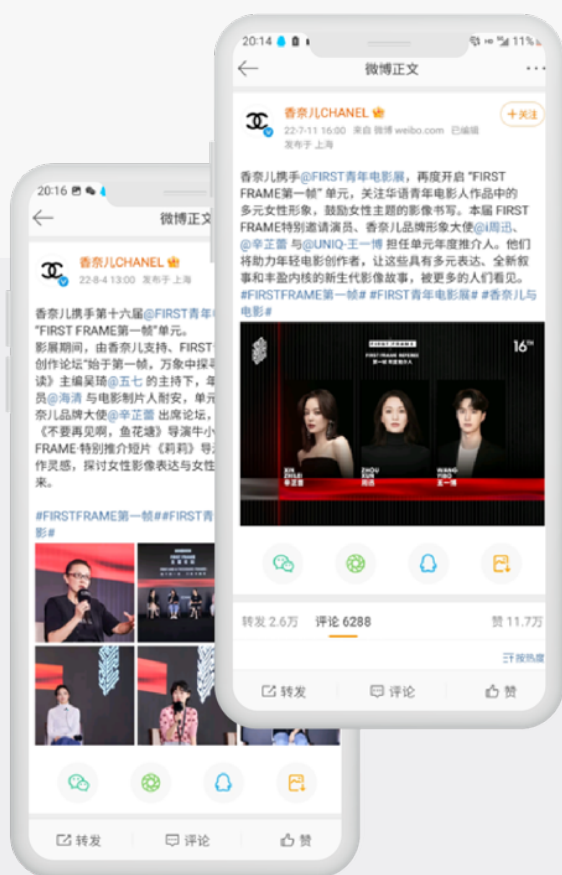 20:14
11%
微博正文
香奈儿CHANEL
+关注
22-7-11 16:00 来自 微博 weibo.com 已编辑
发布于 上海
香奈儿携手@FIRST青年电影展，再度开启 “FIRST
FRAME第一帧” 单元，关注华语青年电影人作品中的
多元女性形象，鼓励女性主题的影像书写。本届 FIRST
FRAME特别邀请演员、香奈儿品牌形象大使@i周迅、
@辛芷蕾 与@UNIQ-王一博 担任单元年度推介人。他们
将助力年轻电影创作者，让这些具有多元表达、全新叙
事和丰盈内核的新生代影像故事，被更多的人们看见。
#FIRSTFRAME第一帧# #FIRST青年电影展# #香奈儿与
电影#
FIRST FRAME
FIRST FRAME REFEREE
第一帧 年度推介人
16TH
XIN
ZHILEI
辛芷蕾
ZHOU
XUN
周迅
WANG
YIBO
王一博
转发 2.6万 评论 6288 赞 11.7万
按热度
转发 评论 赞
20:16
微博正文
香奈儿CHANEL
22-8-4 13:00 发布于 上海
香奈儿携手第十六届@FIRST青年
“FIRST FRAME第一帧”单元。
影展期间，由香奈儿支持、FIRST
创作论坛“始于第一帧，万象中探寻
读》主编吴琦@五七 的主持下，年
员@海清 与电影制片人耐安，单元
奈儿品牌大使@辛芷蕾 出席论坛，
《不要再见啊，鱼花塘》导演牛小
FRAME·特别推介短片《莉莉》导演
作灵感，探讨女性影像表达与女性
来。
#FIRSTFRAME第一帧##FIRST青
影#
转发 评论 赞